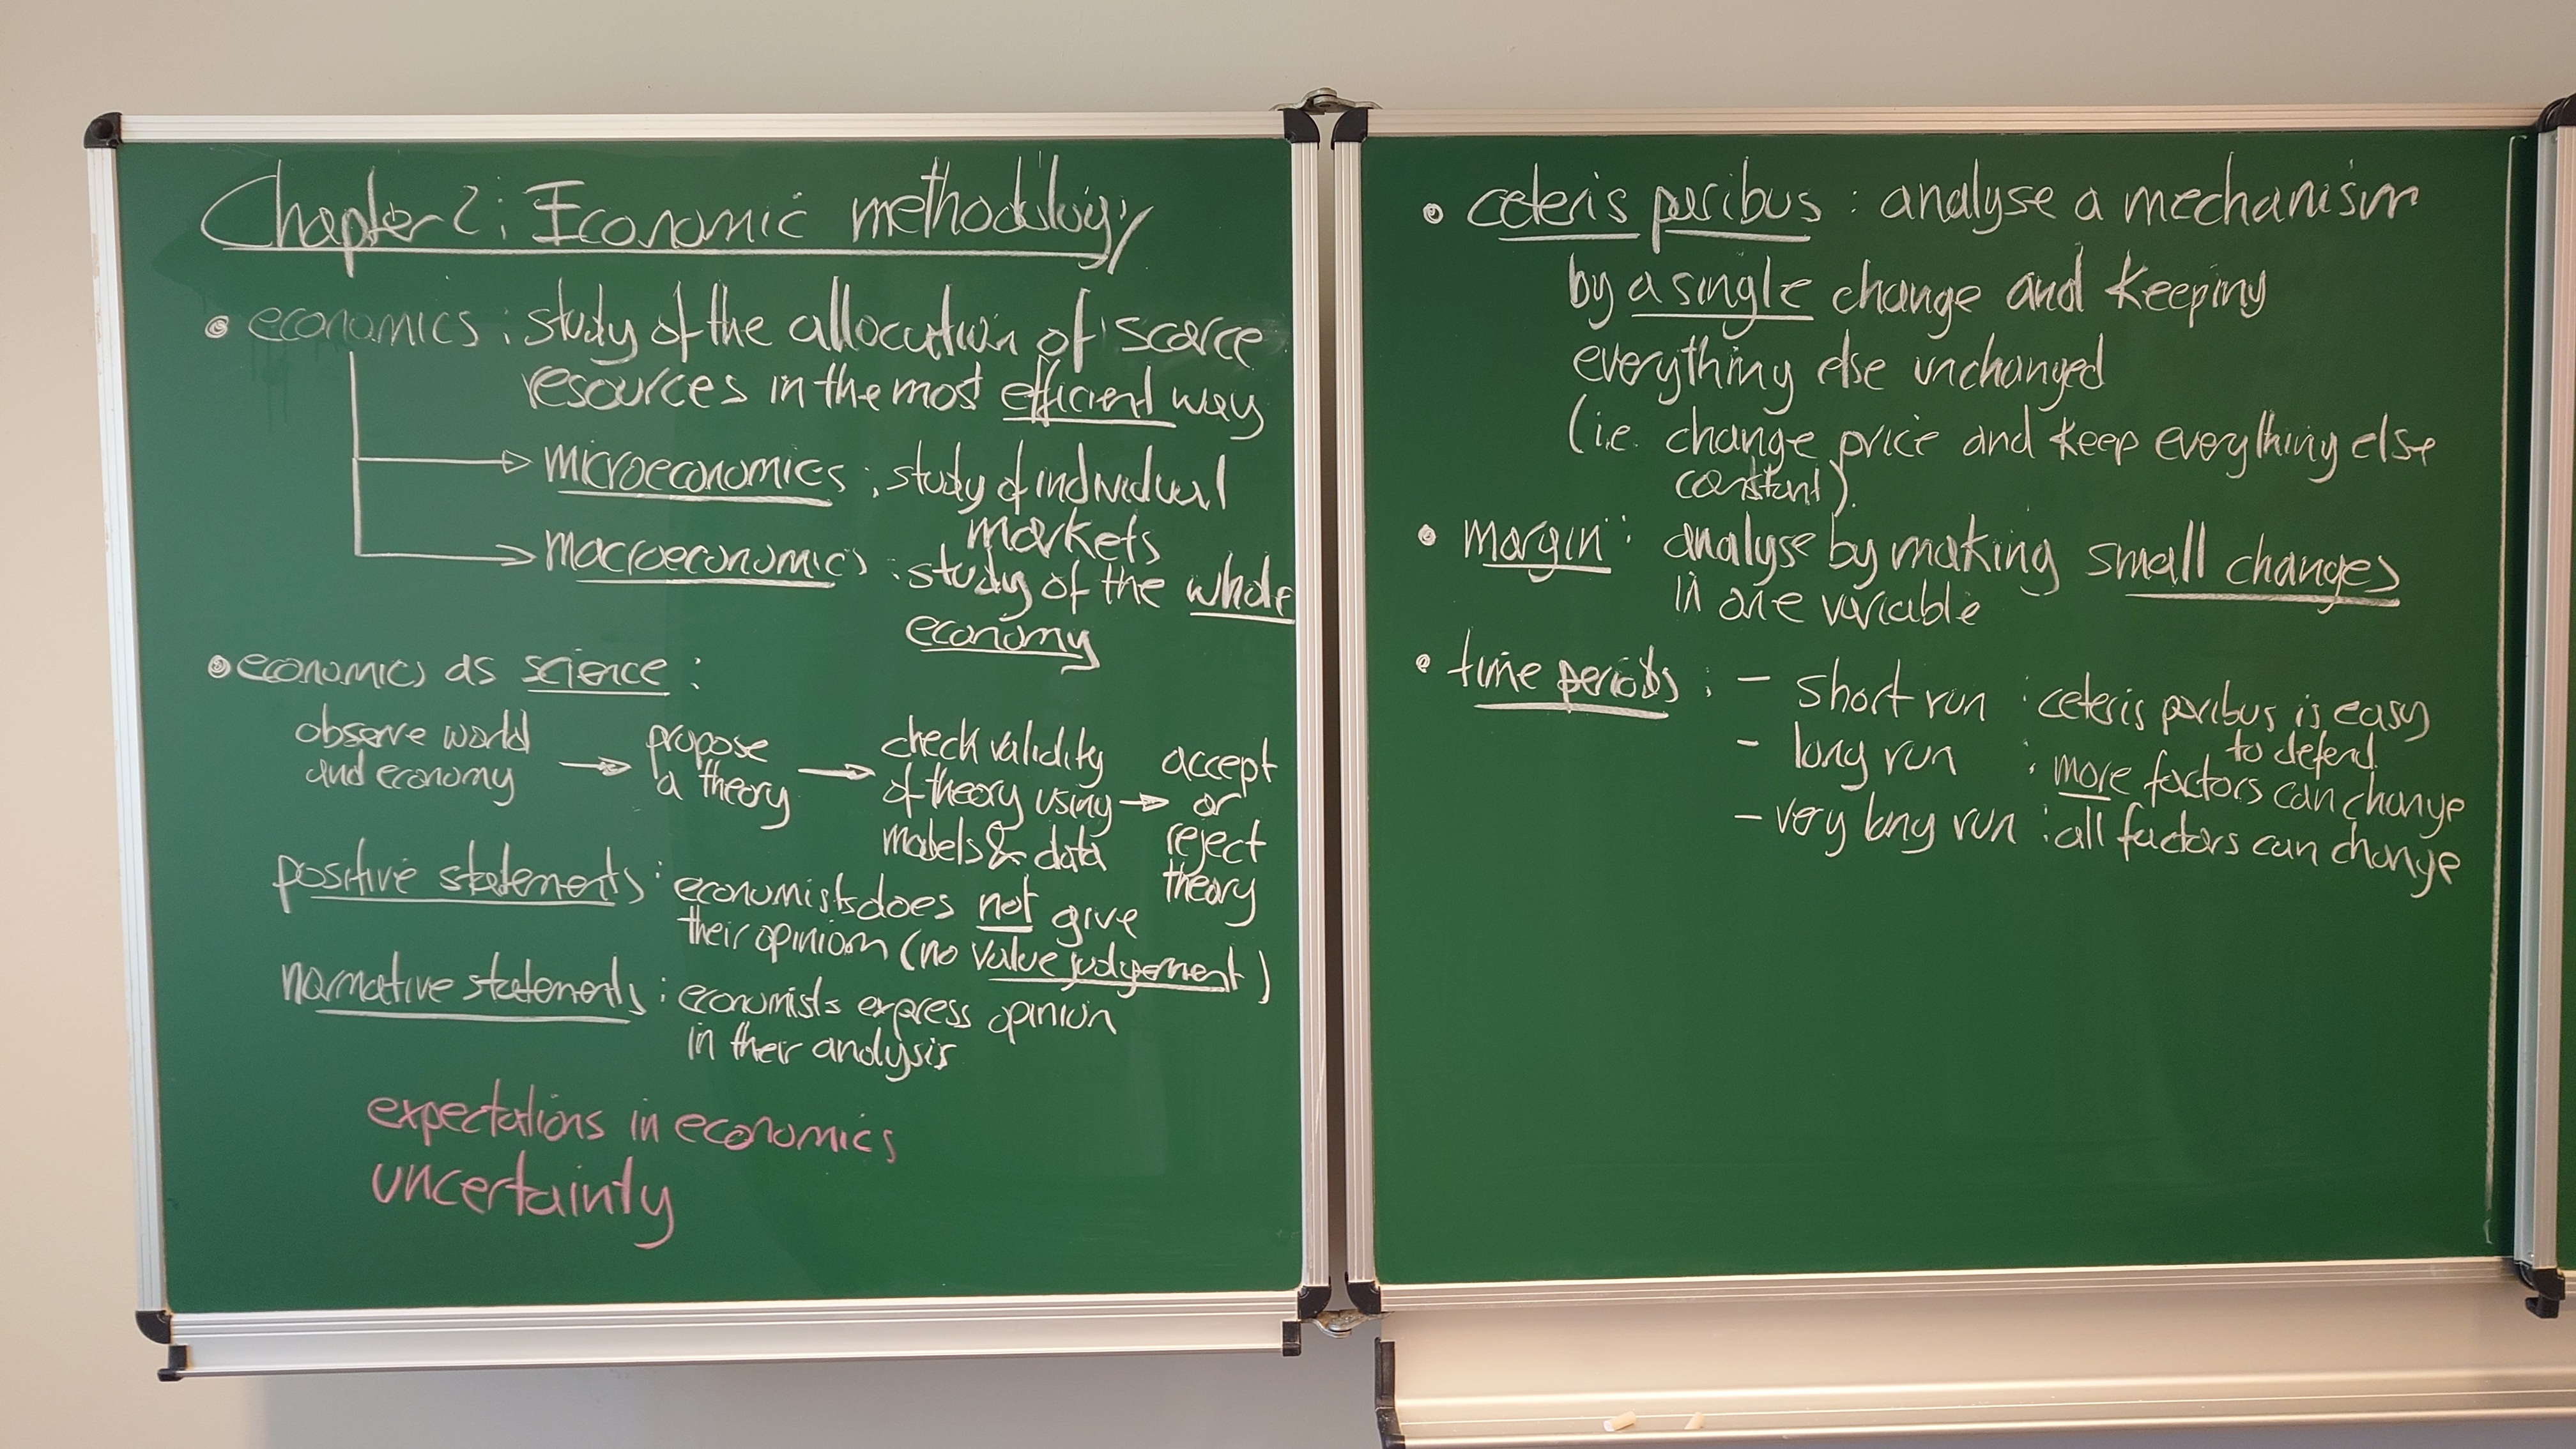 Chapter 2: Economic methodology
• economics : study of the allocation of scarce
resources in the most efficient way
microeconomics : study of individual
markets
macroeconomics : study of the whole
economy
• economics as science :
observe world
and economy → propose
a theory → check validity
of theory using
models & data → accept
or
reject
theory
positive statements : economists does not give
their opinion (no value judgement)
normative statements : economists express opinion
in their analysis
expectations in economics
uncertainty
• ceteris paribus : analyse a mechanism
by a single change and keeping
everything else unchanged
(i.e. change price and keep everything else
constant).
• margin : analyse by making small changes
in one variable
• time periods : - short run : ceteris paribus is easy
to defend
- long run : more factors can change
- very long run : all factors can change